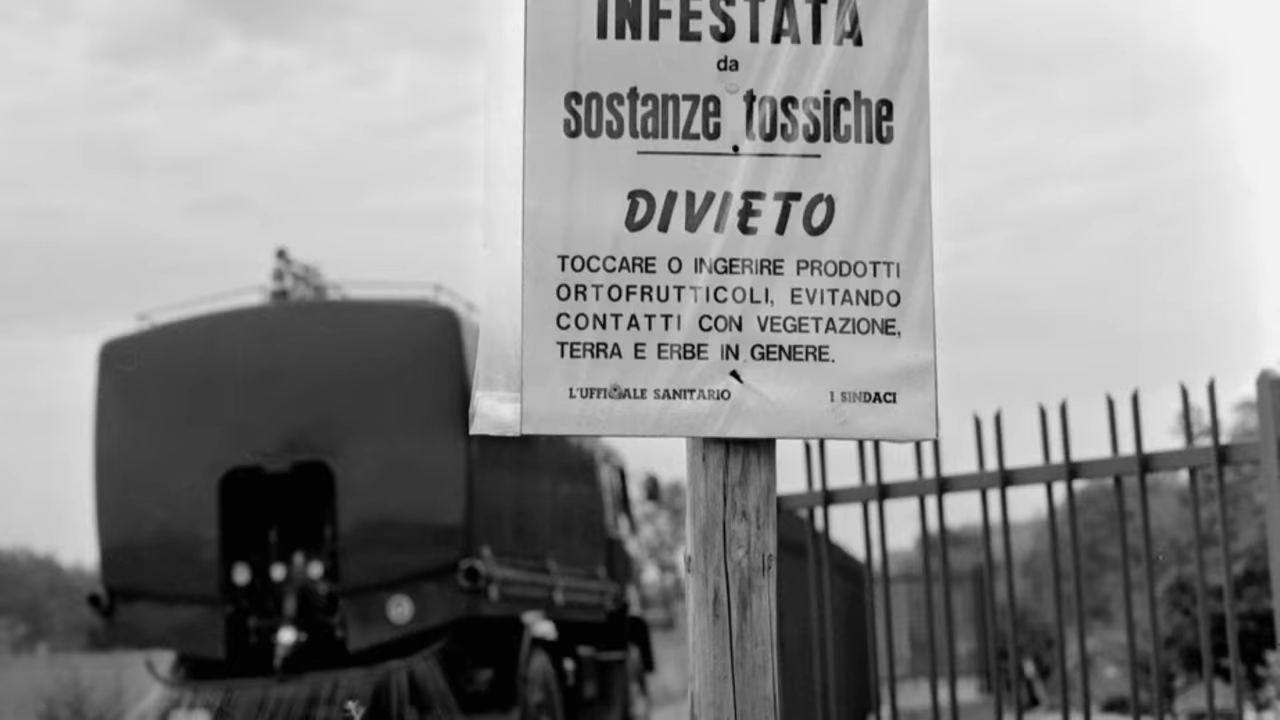 INFESTATA
da
sostanze tossiche
DIVIETO
TOCCARE O INGERIRE PRODOTTI
ORTOFRUTTICOLI, EVITANDO
CONTATTI CON VEGETAZIONE,
TERRA E ERBE IN GENERE.
L'UFFICIALE SANITARIO I SINDACI